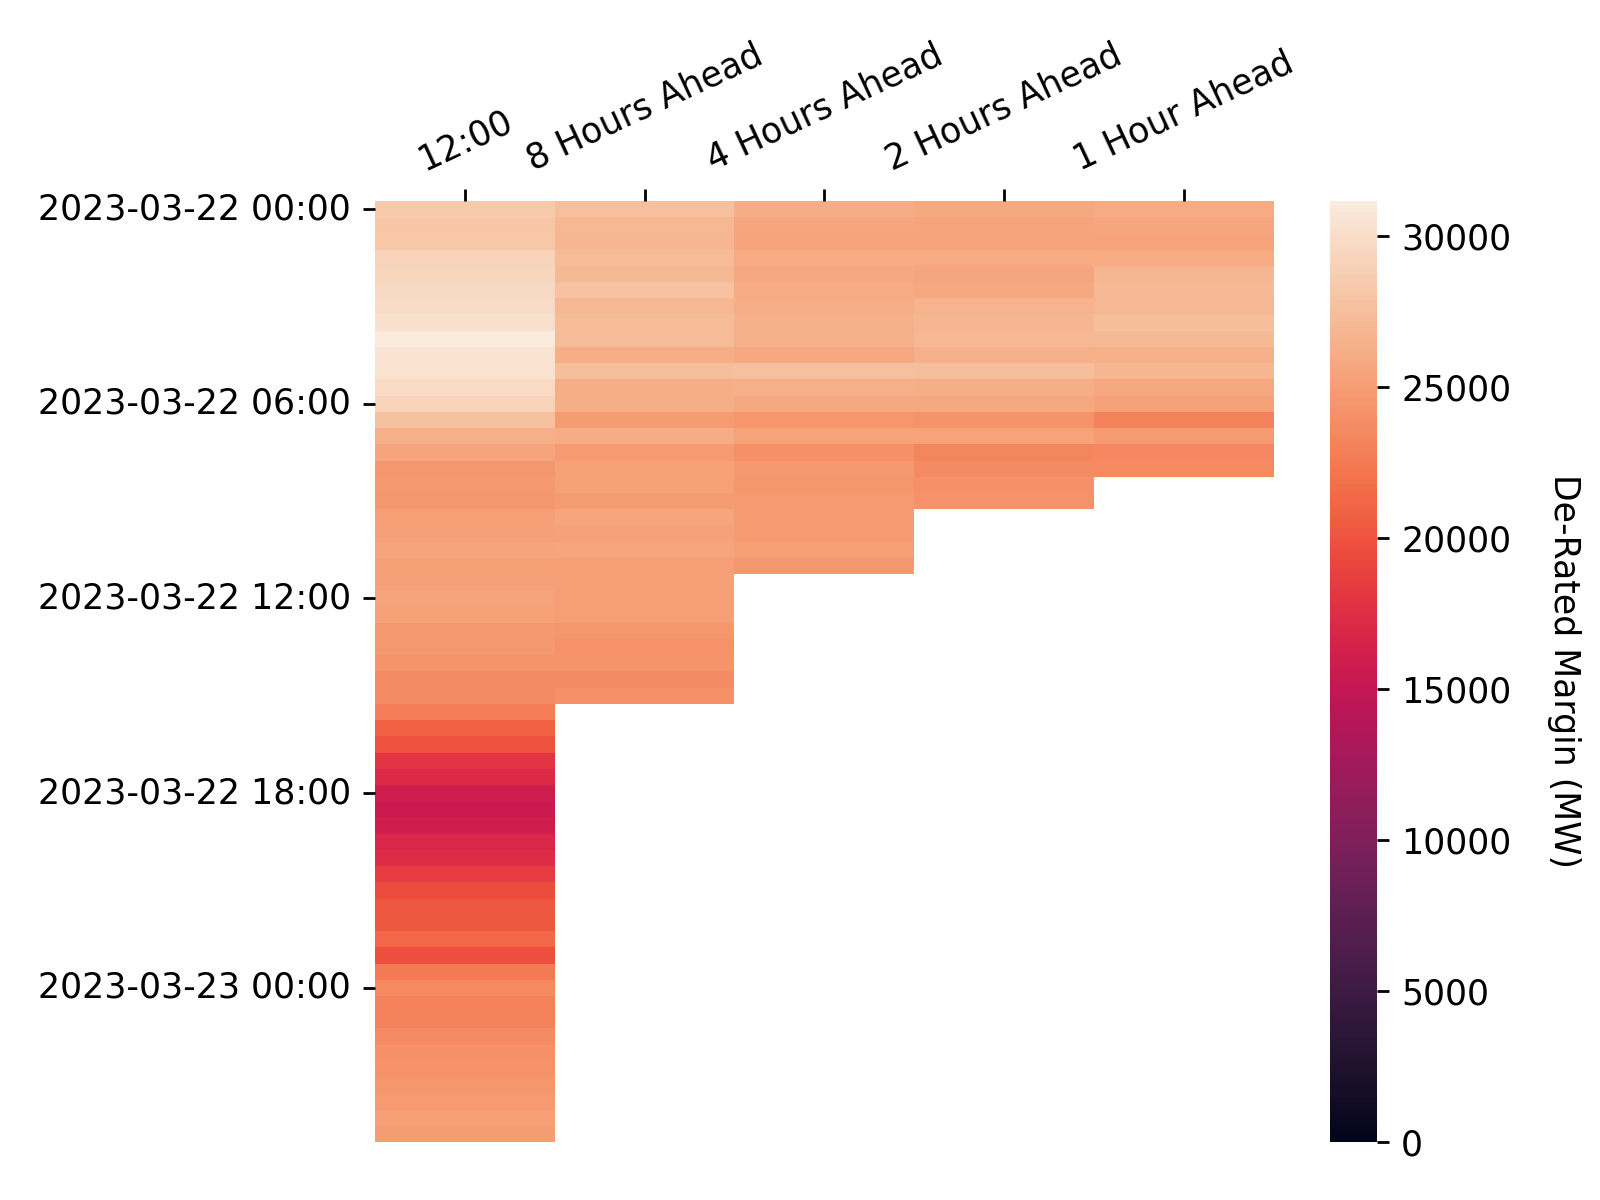 12:00
8 Hours Ahead
4 Hours Ahead
2 Hours Ahead
1 Hour Ahead
2023-03-22 00:00
2023-03-22 06:00
2023-03-22 12:00
2023-03-22 18:00
2023-03-23 00:00
30000
25000
20000
15000
10000
5000
0
De-Rated Margin (MW)